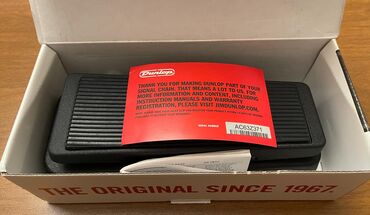 Dunlop
THANK YOU FOR MAKING DUNLOP PART OF YOUR
SIGNAL CHAIN. THAT MEANS A LOT TO US. FOR
MORE INFORMATION AND CONTENT, INCLUDING
INSTRUCTION MANUALS AND WARRANTY
REGISTRATION, PLEASE VISIT JIMDUNLOP.COM.
AC63Z371
THE ORIGINAL SINCE 1967.